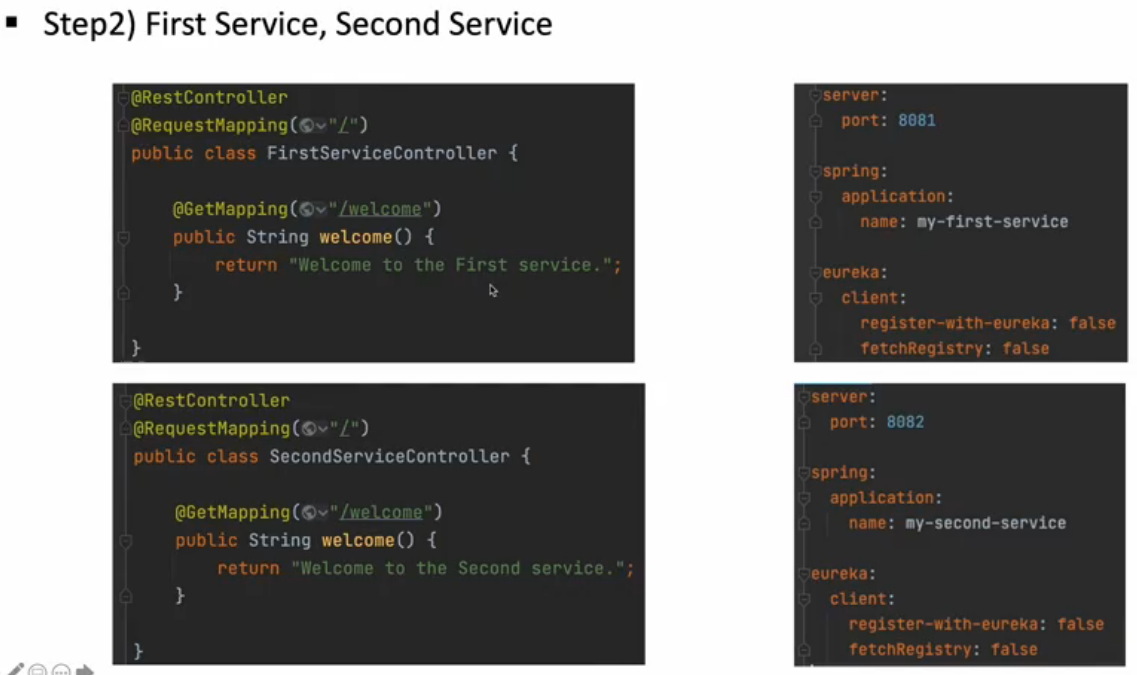 ▪ Step2) First Service, Second Service
@RestController
@RequestMapping("/")
public class FirstServiceController {
@GetMapping("/welcome")
public String welcome() {
return "Welcome to the First service.";
}
}
server:
port: 8081
spring:
application:
name: my-first-service
eureka:
client:
register-with-eureka: false
fetchRegistry: false
@RestController
@RequestMapping("/")
public class SecondServiceController {
@GetMapping("/welcome")
public String welcome() {
return "Welcome to the Second service.";
}
}
server:
port: 8082
spring:
application:
name: my-second-service
eureka:
client:
register-with-eureka: false
fetchRegistry: false